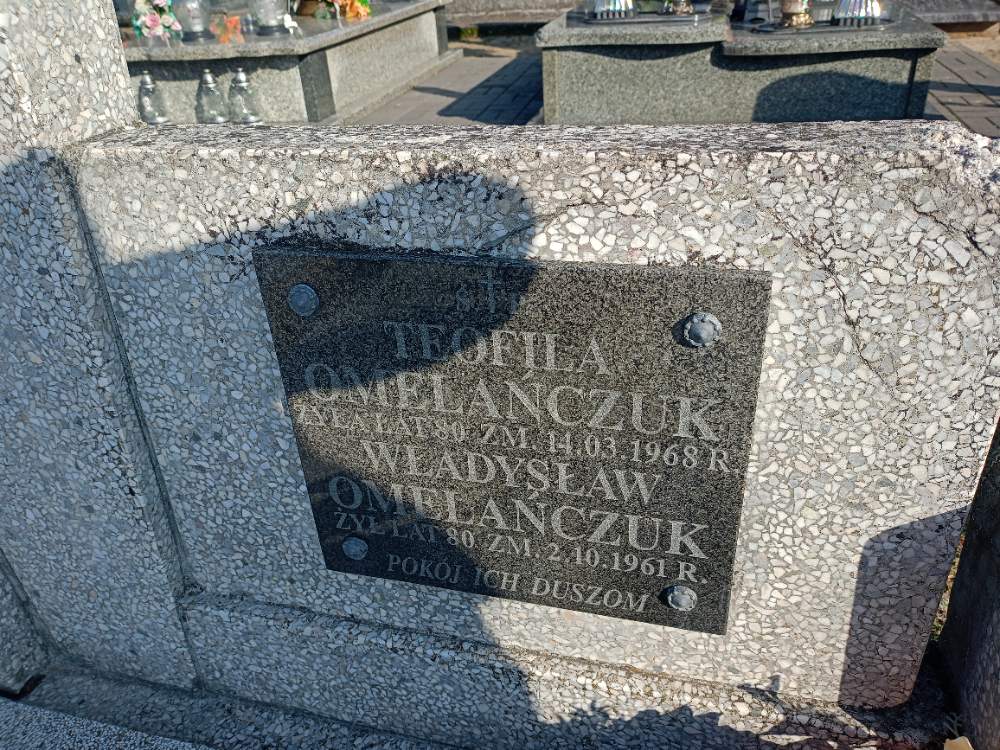 Ś † P
TEOFILA
OMELAŃCZUK
ŻYŁA LAT 80. ZM. 14.03.1968 R
WŁADYSŁAW
OMELAŃCZUK
ŻYŁ LAT 80. ZM. 2.10.1961 R.
POKÓJ ICH DUSZOM